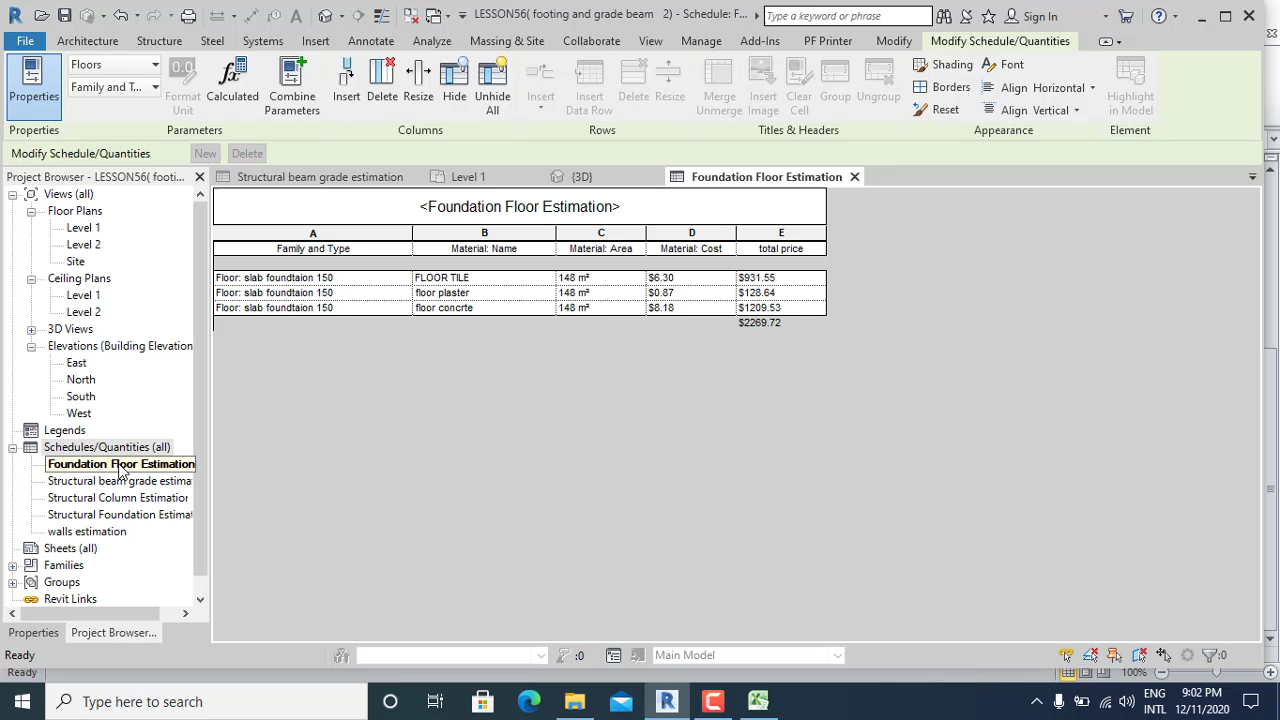 LESSON56( footing and grade beam 2) - Schedule: F...
Type a keyword or phrase
Sign In
File Architecture Structure Steel Systems Insert Annotate Analyze Massing & Site Collaborate View Manage Add-Ins PF Printer Modify Modify Schedule/Quantities
Properties
Floors
Family and T...
Format Unit
Calculated
Combine Parameters
Insert Delete Resize Hide Unhide All
Insert Insert Data Row Delete Resize
Merge Unmerge Insert Image Clear Cell Group Ungroup
Shading
Borders
Reset
Font
Align Horizontal
Align Vertical
Highlight in Model
Properties Parameters Columns Rows Titles & Headers Appearance Element
Modify Schedule/Quantities New Delete
Project Browser - LESSON56( footi...
Structural beam grade estimation Level 1 {3D} Foundation Floor Estimation
Views (all)
Floor Plans
Level 1
Level 2
Site
Ceiling Plans
Level 1
Level 2
3D Views
Elevations (Building Elevation
East
North
South
West
Legends
Schedules/Quantities (all)
Foundation Floor Estimation
Structural beam grade estima
Structural Column Estimation
Structural Foundation Estimat
walls estimation
Sheets (all)
Families
Groups
Revit Links
Properties Project Browser...
<Foundation Floor Estimation>
A B C D E
Family and Type Material: Name Material: Area Material: Cost total price
Floor: slab foundtaion 150 FLOOR TILE 148 m² $6.30 $931.55
Floor: slab foundtaion 150 floor plaster 148 m² $0.87 $128.64
Floor: slab foundtaion 150 floor concrte 148 m² $8.18 $1209.53
$2269.72
Ready :0 Main Model :0
Ready 100%
Type here to search
ENG
INTL
9:02 PM
12/11/2020